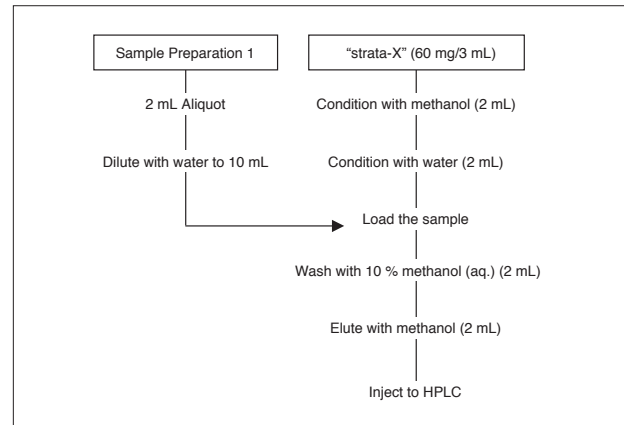 Sample Preparation 1
2 mL Aliquot
Dilute with water to 10 mL
“strata-X” (60 mg/3 mL)
Condition with methanol (2 mL)
Condition with water (2 mL)
Load the sample
Wash with 10 % methanol (aq.) (2 mL)
Elute with methanol (2 mL)
Inject to HPLC